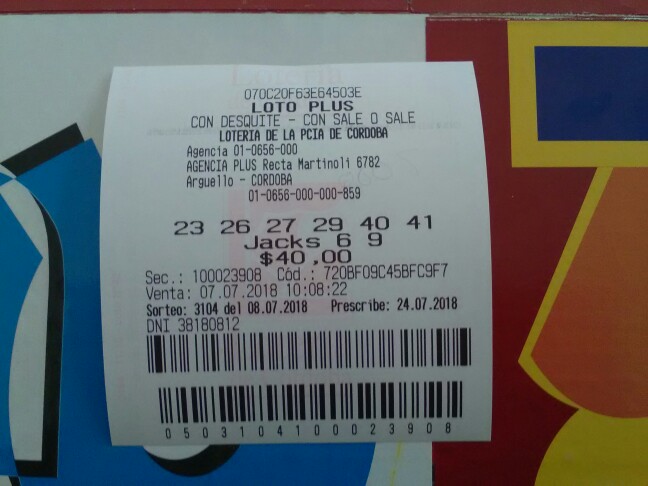 070C20F63E64503E
LOTO PLUS
CON DESQUITE - CON SALE O SALE
LOTERIA DE LA PCIA DE CORDOBA
Agencia 01-0656-000
AGENCIA PLUS Recta Martinoli 6782
Arguello - CORDOBA
01-0656-000-000-859
23 26 27 29 40 41
Jacks 6 9
$40,00
Sec.: 100023908 Cód.: 720BF09C45BFC9F7
Venta: 07.07.2018 10:08:22
Sorteo: 3104 del 08.07.2018 Prescribe: 24.07.2018
DNI 38180812
0503104100023908